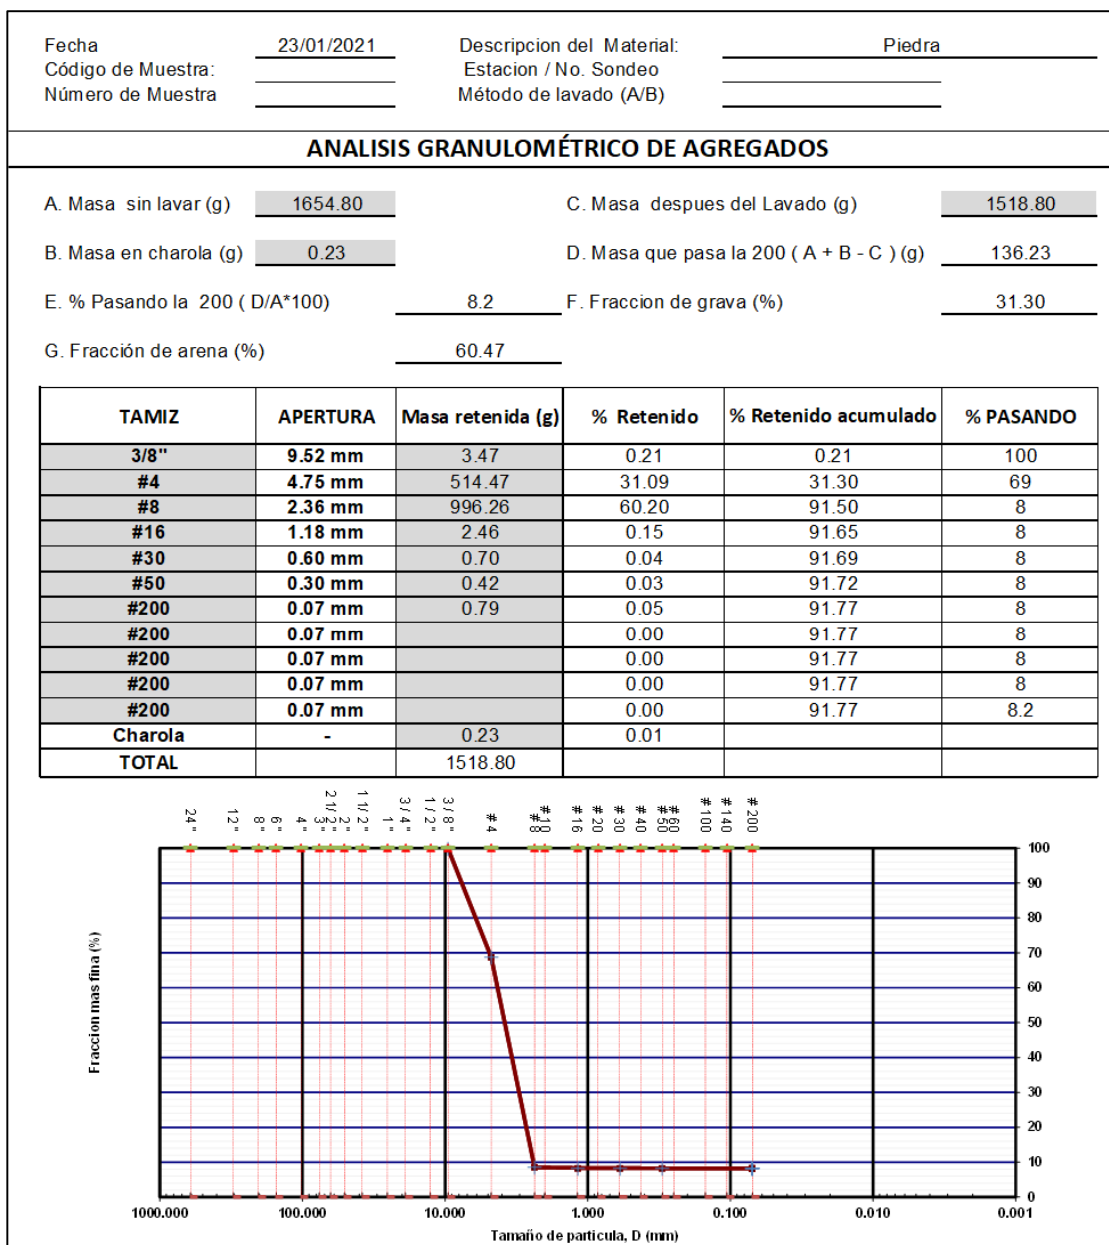 Fecha 23/01/2021 Descripcion del Material: Piedra
Código de Muestra: Estacion / No. Sondeo
Número de Muestra Método de lavado (A/B)
ANALISIS GRANULOMÉTRICO DE AGREGADOS
A. Masa sin lavar (g) 1654.80 C. Masa despues del Lavado (g) 1518.80
B. Masa en charola (g) 0.23 D. Masa que pasa la 200 ( A + B - C ) (g) 136.23
E. % Pasando la 200 ( D/A*100) 8.2 F. Fraccion de grava (%) 31.30
G. Fracción de arena (%) 60.47
TAMIZ APERTURA Masa retenida (g) % Retenido % Retenido acumulado % PASANDO
3/8" 9.52 mm 3.47 0.21 0.21 100
#4 4.75 mm 514.47 31.09 31.30 69
#8 2.36 mm 996.26 60.20 91.50 8
#16 1.18 mm 2.46 0.15 91.65 8
#30 0.60 mm 0.70 0.04 91.69 8
#50 0.30 mm 0.42 0.03 91.72 8
#200 0.07 mm 0.79 0.05 91.77 8
#200 0.07 mm 0.00 91.77 8
#200 0.07 mm 0.00 91.77 8
#200 0.07 mm 0.00 91.77 8
#200 0.07 mm 0.00 91.77 8.2
Charola - 0.23 0.01
TOTAL 1518.80
24" 12" 8" 6" 4" 3" 2 1/2" 2" 1 1/2" 1" 3/4" 1/2" 3/8" #4 #8 #10 #16 #20 #30 #40 #50 #60 #100 #140 #200
100
90
80
70
60
50
40
30
20
10
0
Fraccion mas fina (%)
1000.000 100.000 10.000 1.000 0.100 0.010 0.001
Tamaño de particula, D (mm)